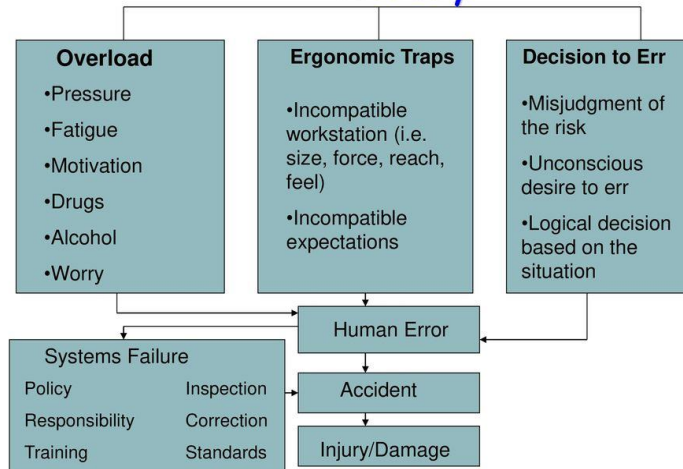 Overload
•Pressure
•Fatigue
•Motivation
•Drugs
•Alcohol
•Worry
Ergonomic Traps
•Incompatible
workstation (i.e.
size, force, reach,
feel)
•Incompatible
expectations
Decision to Err
•Misjudgment of
the risk
•Unconscious
desire to err
•Logical decision
based on the
situation
Human Error
Systems Failure
Policy Inspection
Responsibility Correction
Training Standards
Accident
Injury/Damage